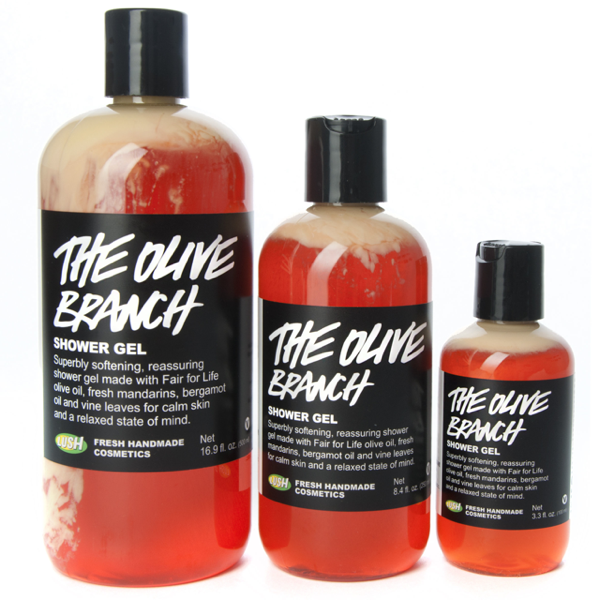 THE OLIVE
BRANCH
SHOWER GEL
Superbly softening, reassuring
shower gel made with Fair for Life
olive oil, fresh mandarins, bergamot
oil and vine leaves for calm skin
and a relaxed state of mind.
LUSH
FRESH HANDMADE
COSMETICS
Net
16.9 fl. oz.
THE OLIVE
BRANCH
SHOWER GEL
Superbly softening, reassuring shower
gel made with Fair for Life olive oil, fresh
mandarins, bergamot oil and vine leaves
for calm skin and a relaxed state of mind.
LUSH
FRESH HANDMADE
COSMETICS
Net
8.4 fl. oz.
THE OLIVE
BRANCH
SHOWER GEL
Superbly softening, reassuring
shower gel made with Fair for Life
olive oil, fresh mandarins, bergamot
oil and vine leaves for calm skin
and a relaxed state of mind.
LUSH
FRESH HANDMADE
COSMETICS
Net
3.3 fl. oz.